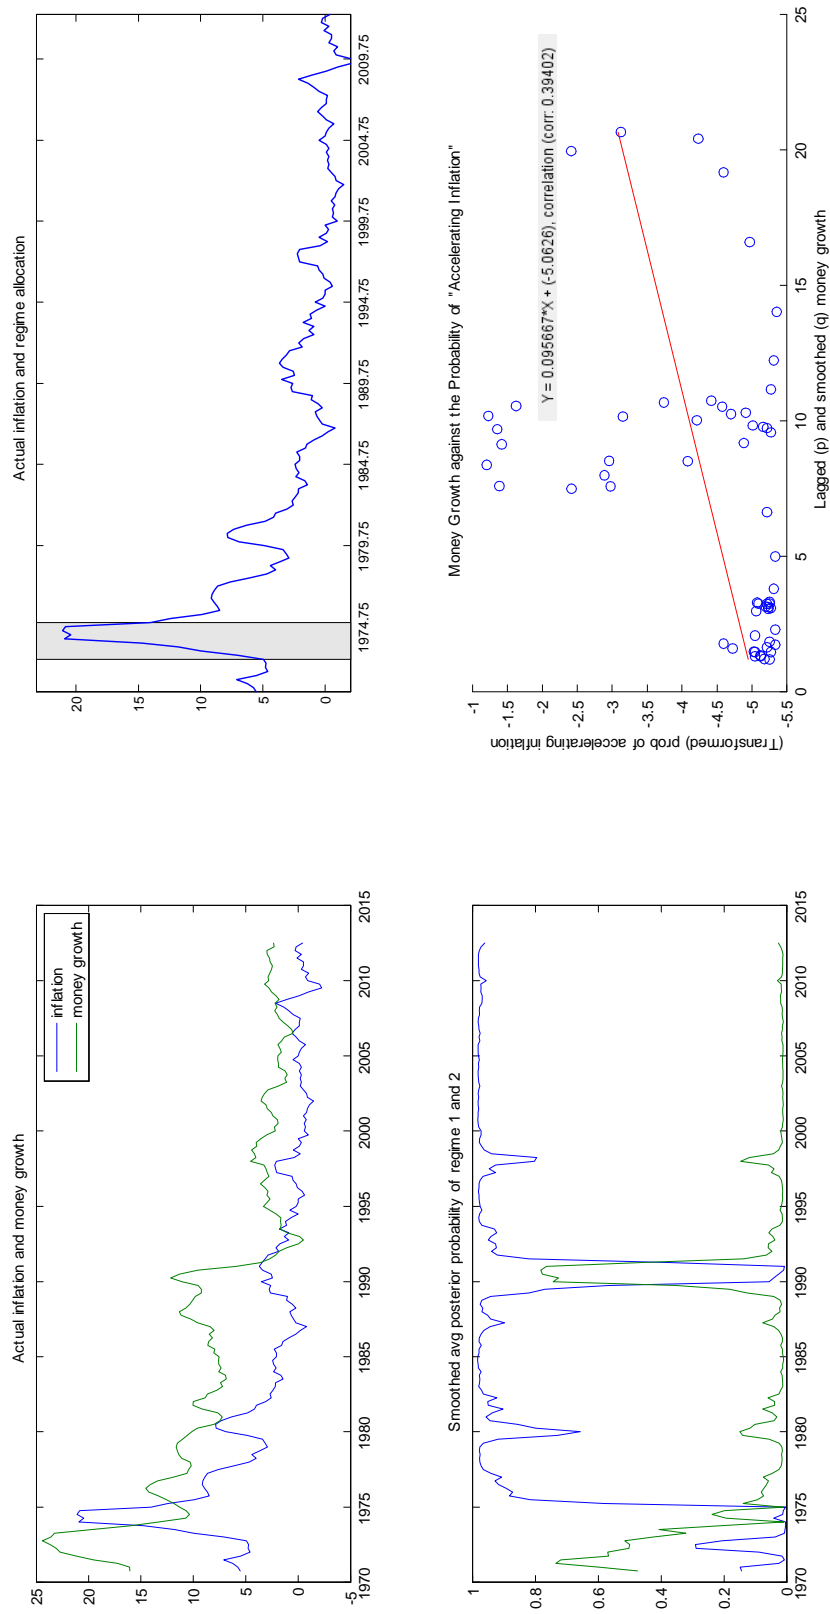 Actual inflation and money growth
25
20
15
10
5
0
-5
inflation
money growth
1970 1975 1980 1985 1990 1995 2000 2005 2010 2015
Actual inflation and regime allocation
20
15
10
5
0
1974.75 1979.75 1984.75 1989.75 1994.75 1999.75 2004.75 2009.75
Smoothed avg posterior probability of regime 1 and 2
1
0.8
0.6
0.4
0.2
0
1970 1975 1980 1985 1990 1995 2000 2005 2010 2015
Money Growth against the Probability of "Accelerating Inflation"
(Transformed) prob of accelerating inflation
-1
-1.5
-2
-2.5
-3
-3.5
-4
-4.5
-5
-5.5
Y = 0.095667*X + (-5.0626), correlation (corr: 0.39402)
0 5 10 15 20 25
Lagged (p) and smoothed (q) money growth